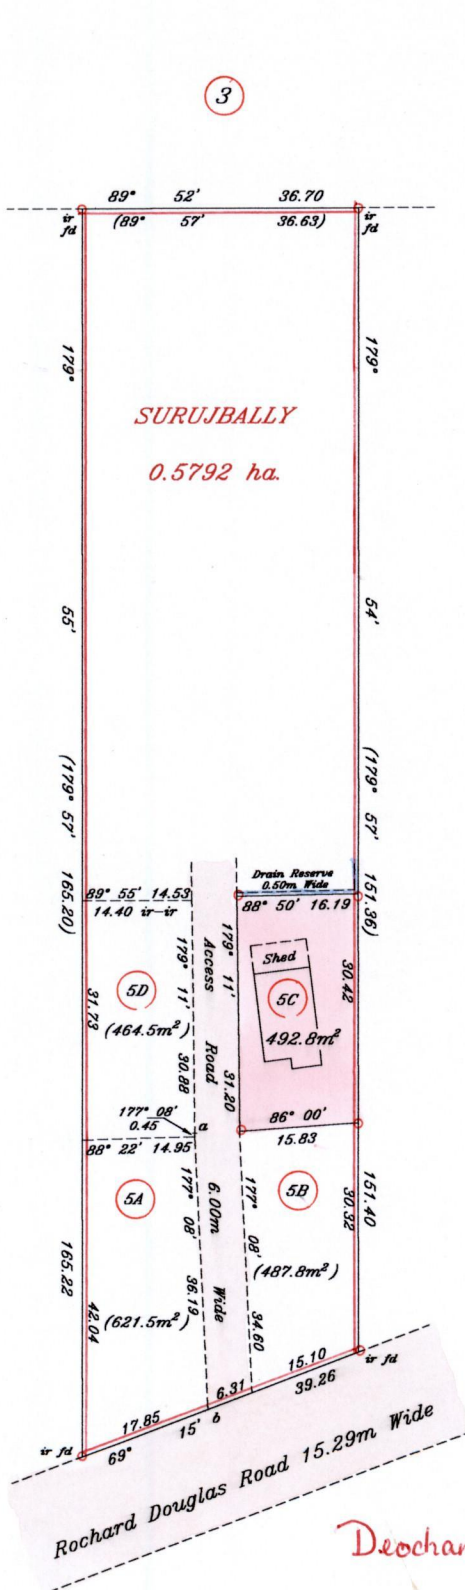 3
89° 52' 36.70
(89° 57' 36.63)
ir fd
ir fd
179° 55' (179° 57' 165.20)
179° 54' (179° 57' 151.36)
SURUJBALLY
0.5792 ha.
Drain Reserve
0.50m Wide
89° 55' 14.53
14.40 ir-ir
88° 50' 16.19
Shed
5D
(464.5m²)
5C
492.8m²
31.73
179° 11' 30.88
Access Road 6.00m Wide
179° 11' 31.20
30.42
177° 08'
0.45
a
86° 00'
15.83
88° 22' 14.95
5A
5B
165.22
42.04
(621.5m²)
177° 08' 36.19
177° 08' 34.60
(487.8m²)
151.40
30.32
ir fd
15.10
39.26
6.31
b
17.85
15'
69°
ir fd
Rochard Douglas Road 15.29m Wide
Deochar